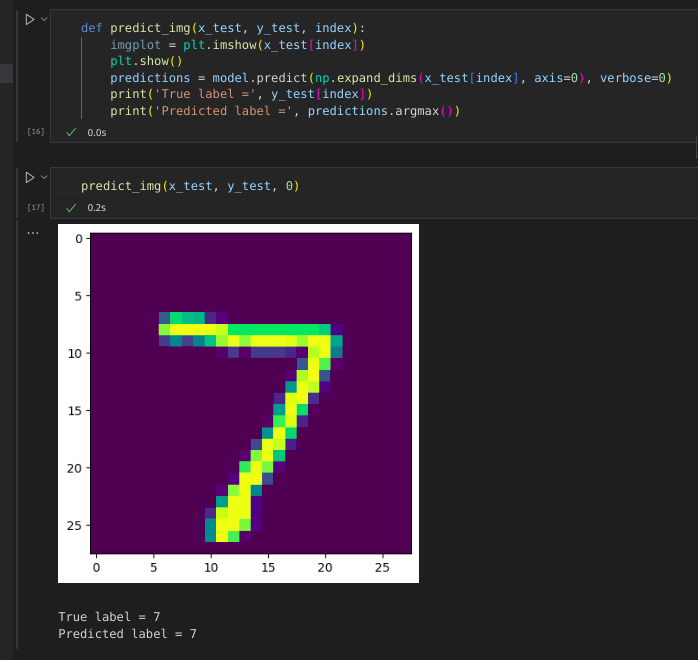 def predict_img(x_test, y_test, index):
imgplot = plt.imshow(x_test[index])
plt.show()
predictions = model.predict(np.expand_dims(x_test[index], axis=0), verbose=0)
print('True label =', y_test[index])
print('Predicted label =', predictions.argmax())
[16] 0.0s
predict_img(x_test, y_test, 0)
[17] 0.2s
...
0
5
10
15
20
25
0 5 10 15 20 25
True label = 7
Predicted label = 7